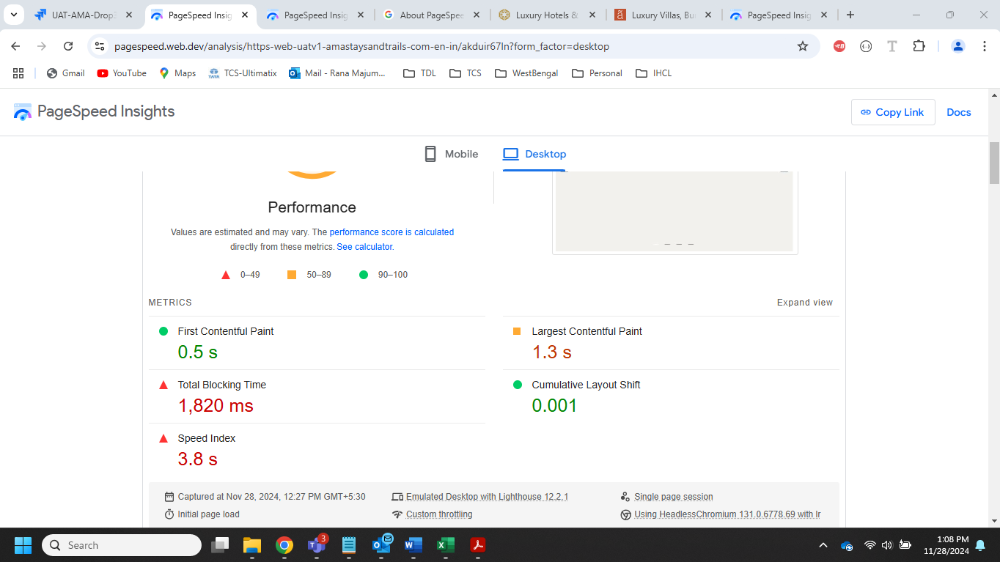 UAT-AMA-Drop
PageSpeed Insig
PageSpeed Insig
About PageSpee
Luxury Hotels &
Luxury Villas, Bu
PageSpeed Insig
pagespeed.web.dev/analysis/https-web-uatv1-amastaysandtrails-com-en-in/akduir67ln?form_factor=desktop
Gmail YouTube Maps TCS-Ultimatix Mail - Rana Majum... TDL TCS WestBengal Personal IHCL
PageSpeed Insights
Copy Link
Docs
Mobile
Desktop
Performance
Values are estimated and may vary. The performance score is calculated
directly from these metrics. See calculator.
0–49 50–89 90–100
METRICS
Expand view
First Contentful Paint
0.5 s
Largest Contentful Paint
1.3 s
Total Blocking Time
1,820 ms
Cumulative Layout Shift
0.001
Speed Index
3.8 s
Captured at Nov 28, 2024, 12:27 PM GMT+5:30
Emulated Desktop with Lighthouse 12.2.1
Single page session
Initial page load
Custom throttling
Using HeadlessChromium 131.0.6778.69 with lr
Search
3
1:08 PM
11/28/2024